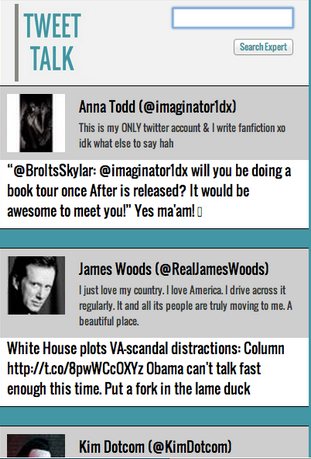 TWEET
TALK
Search Expert
Anna Todd (@imaginator1dx)
This is my ONLY twitter account & I write fanfiction xo
idk what else to say hah
“@BroItsSkylar: @imaginator1dx will you be doing a
book tour once After is released? It would be
awesome to meet you!” Yes ma'am! 
James Woods (@RealJamesWoods)
I just love my country. I love America. I drive across it
regularly. It and all its people are truly moving to me. A
beautiful place.
White House plots VA-scandal distractions: Column
http://t.co/8pwWCcOXYz Obama can't talk fast
enough this time. Put a fork in the lame duck
Kim Dotcom (@KimDotcom)